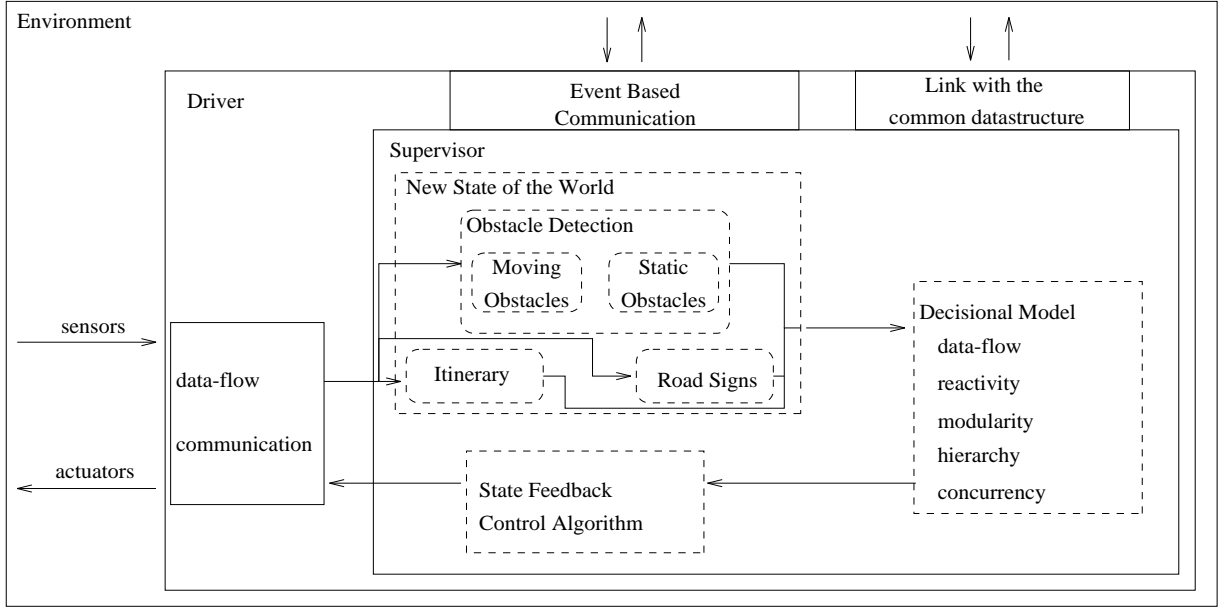 Environment
Driver
Event Based
Communication
Link with the
common datastructure
Supervisor
New State of the World
Obstacle Detection
Moving
Obstacles
Static
Obstacles
sensors
data-flow
communication
actuators
Itinerary
Road Signs
Decisional Model
data-flow
reactivity
modularity
hierarchy
concurrency
State Feedback
Control Algorithm